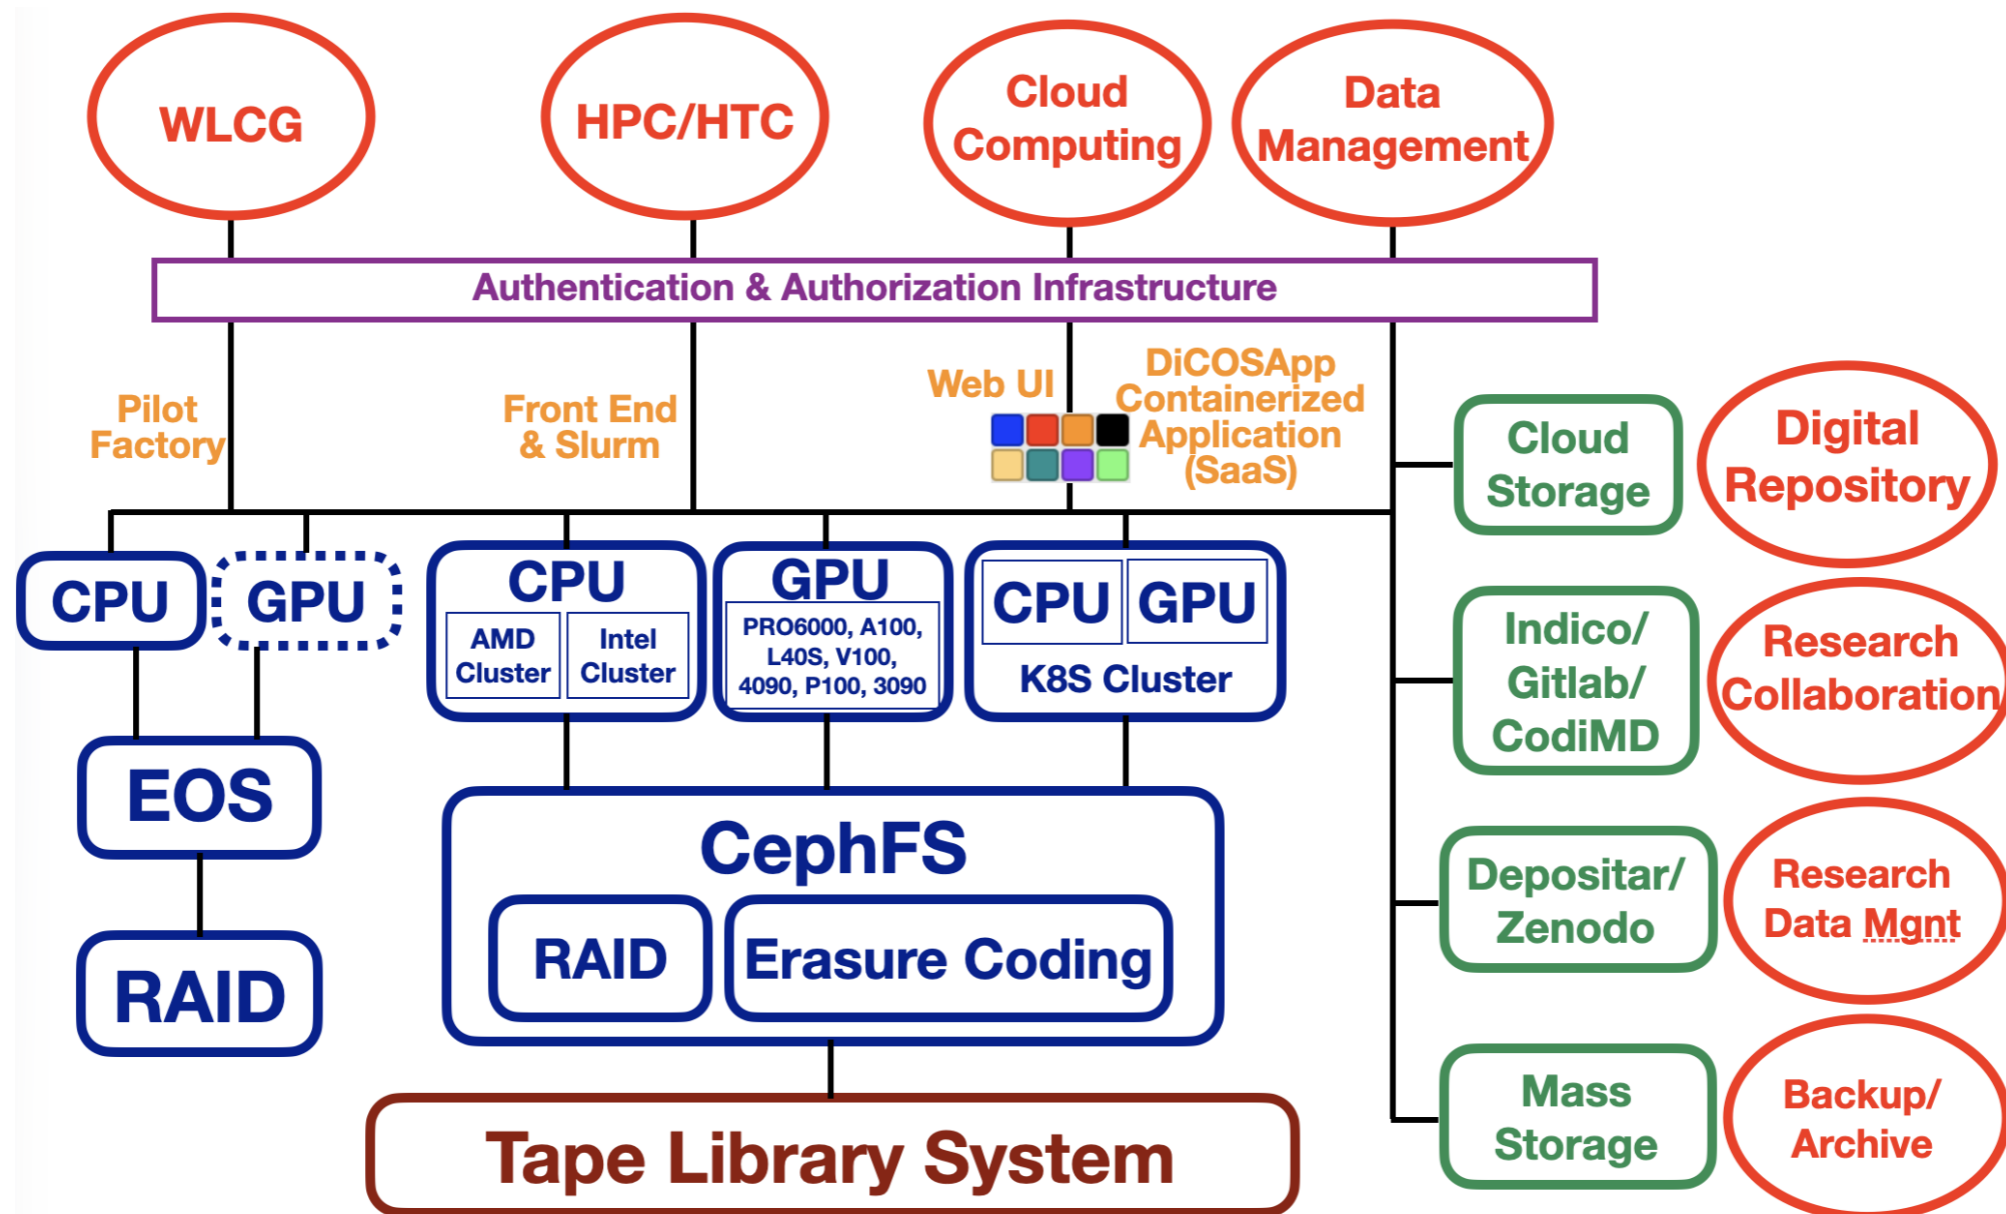 WLCG
HPC/HTC
Cloud
Computing
Data
Management
Authentication & Authorization Infrastructure
Pilot
Factory
Front End
& Slurm
Web UI
DiCOSApp
Containerized
Application
(SaaS)
Cloud
Storage
Digital
Repository
CPU
GPU
CPU
AMD
Cluster
Intel
Cluster
GPU
PRO6000, A100,
L40S, V100,
4090, P100, 3090
CPU
GPU
K8S Cluster
Indico/
Gitlab/
CodiMD
Research
Collaboration
EOS
RAID
CephFS
RAID
Erasure Coding
Depositar/
Zenodo
Research
Data Mgnt
Tape Library System
Mass
Storage
Backup/
Archive